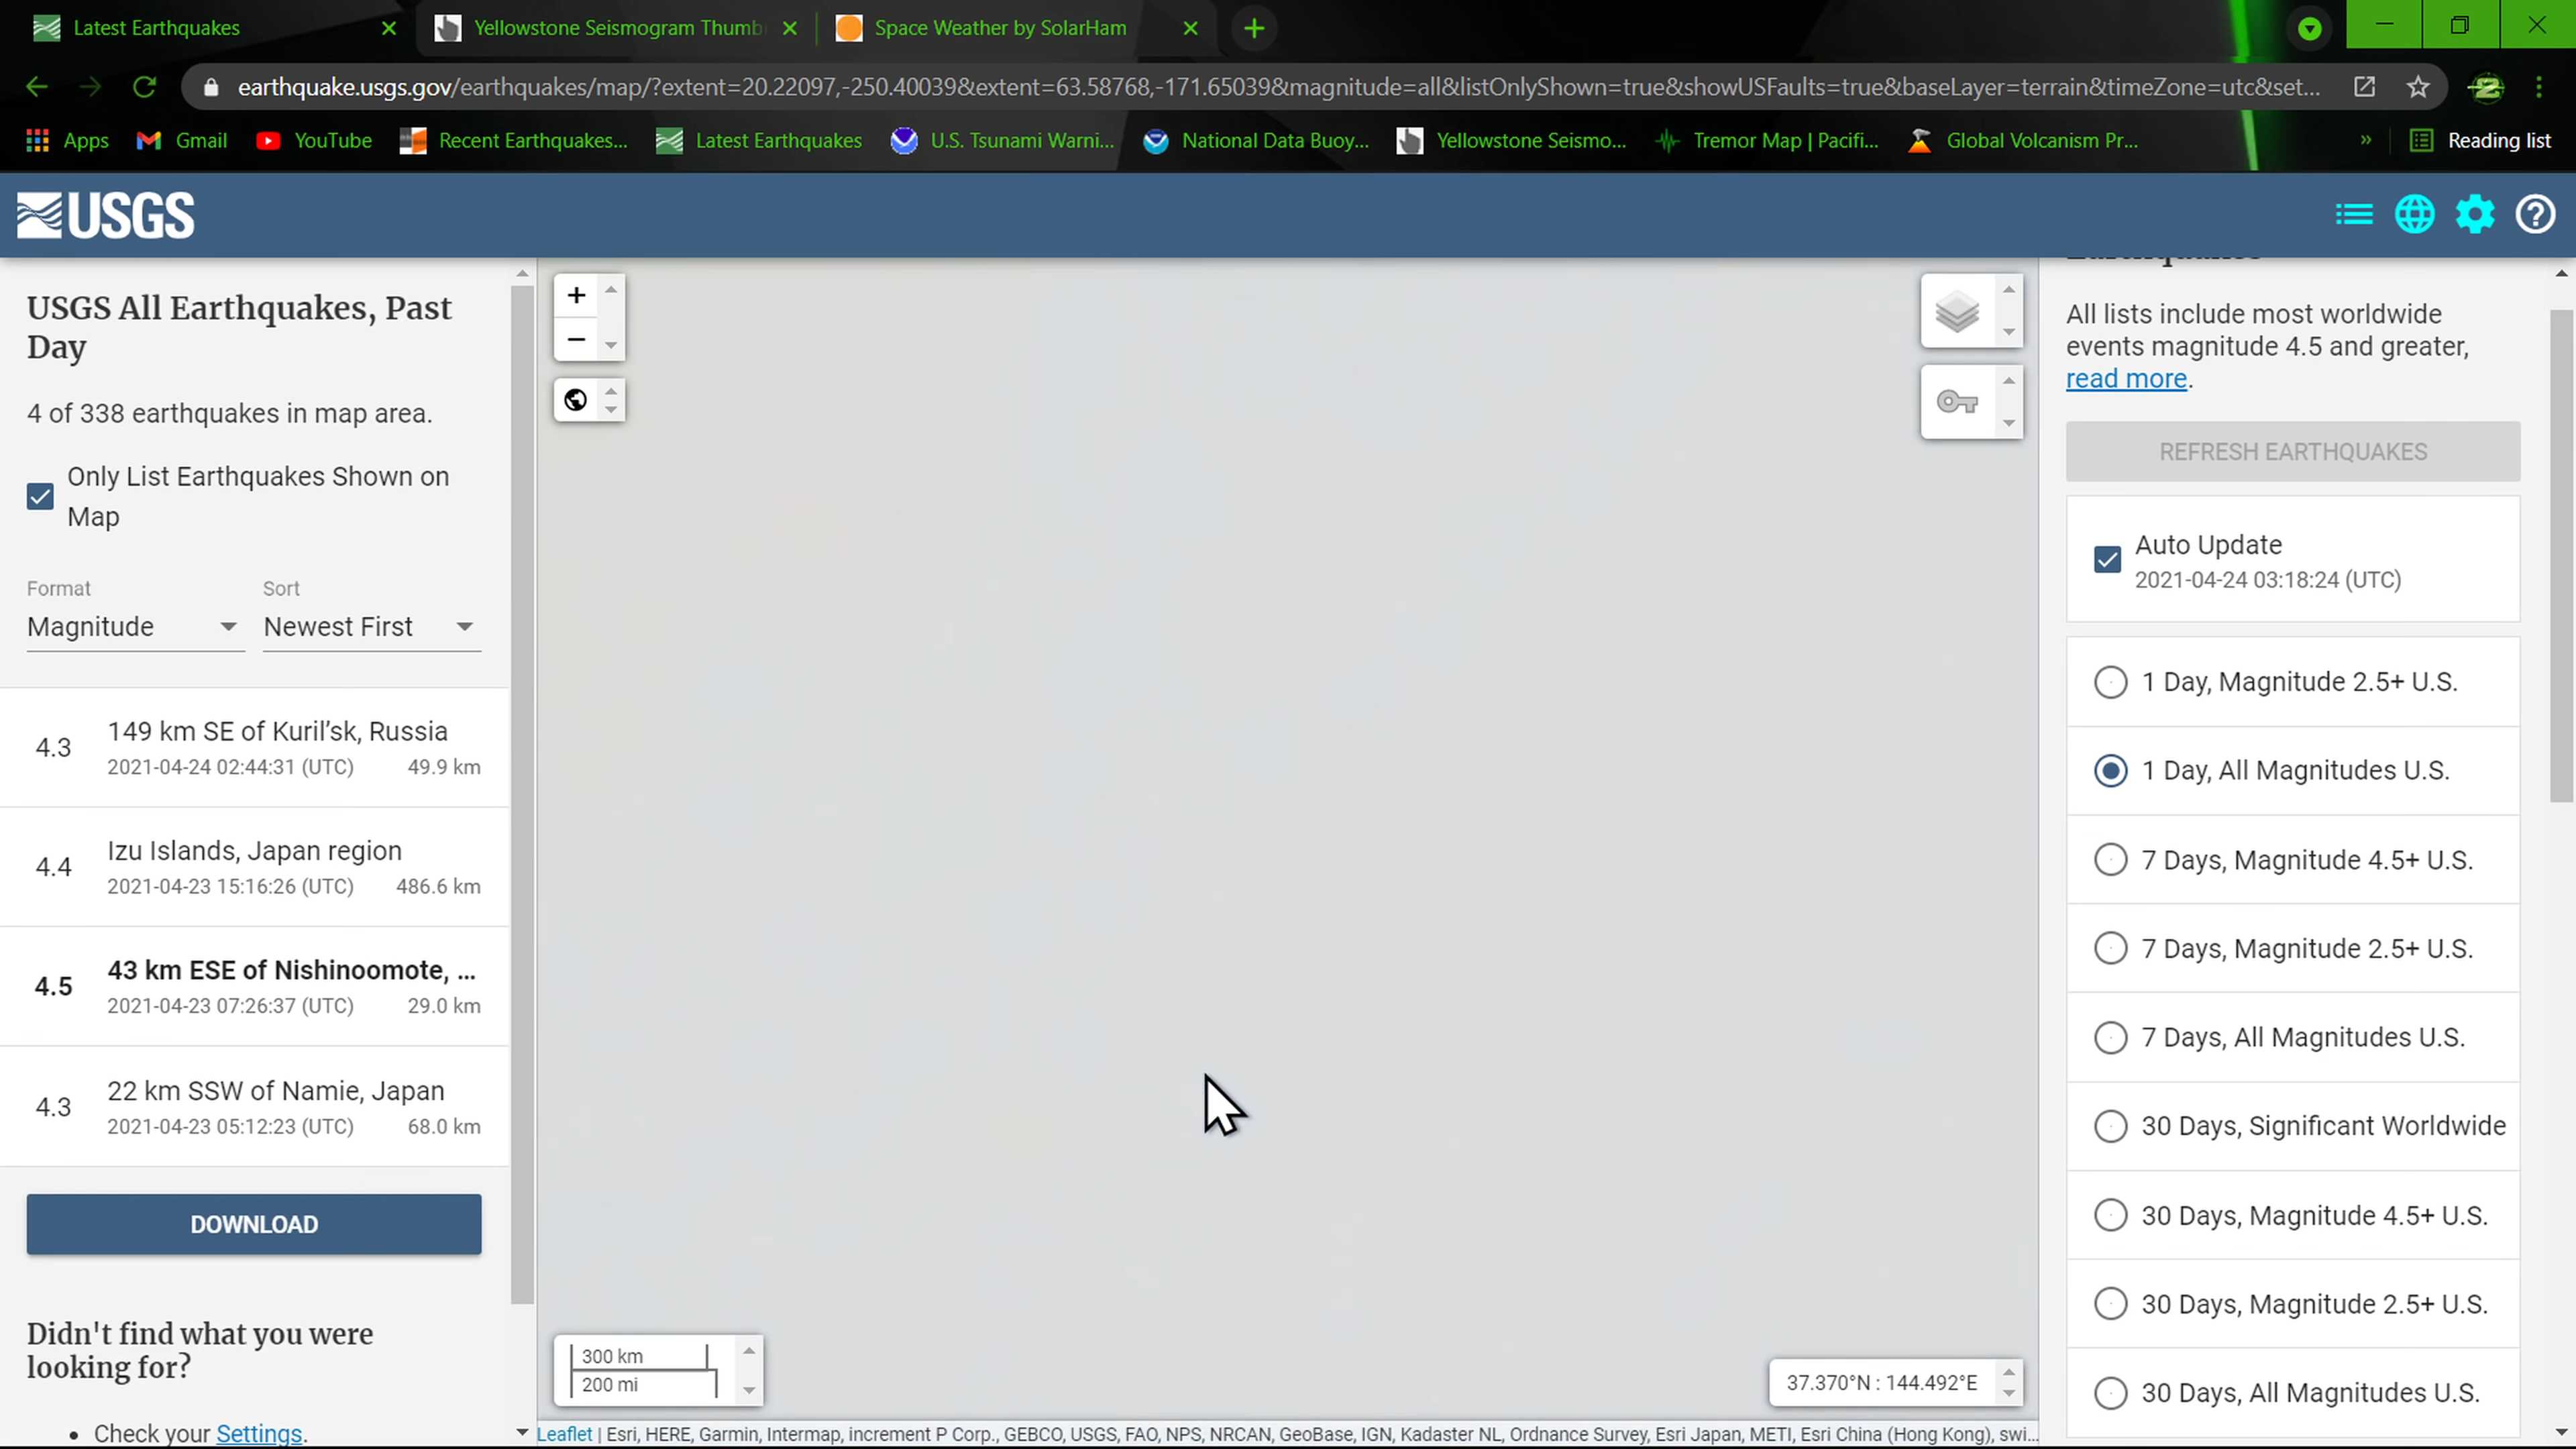 Latest Earthquakes
Yellowstone Seismogram Thumb
Space Weather by SolarHam
earthquake.usgs.gov/earthquakes/map/?extent=20.22097,-250.40039&extent=63.58768,-171.65039&magnitude=all&listOnlyShown=true&showUSFaults=true&baseLayer=terrain&timeZone=utc&set...
Apps
Gmail
YouTube
Recent Earthquakes...
Latest Earthquakes
U.S. Tsunami Warni...
National Data Buoy...
Yellowstone Seismo...
Tremor Map | Pacifi...
Global Volcanism Pr...
»
Reading list
USGS
USGS All Earthquakes, Past
Day
4 of 338 earthquakes in map area.
Only List Earthquakes Shown on
Map
Format
Magnitude
Sort
Newest First
4.3
149 km SE of Kuril’sk, Russia
2021-04-24 02:44:31 (UTC) 49.9 km
4.4
Izu Islands, Japan region
2021-04-23 15:16:26 (UTC) 486.6 km
4.5
43 km ESE of Nishinoomote, ...
2021-04-23 07:26:37 (UTC) 29.0 km
4.3
22 km SSW of Namie, Japan
2021-04-23 05:12:23 (UTC) 68.0 km
DOWNLOAD
Didn't find what you were
looking for?
• Check your Settings.
+
−
300 km
200 mi
37.370°N : 144.492°E
Leaflet | Esri, HERE, Garmin, Intermap, increment P Corp., GEBCO, USGS, FAO, NPS, NRCAN, GeoBase, IGN, Kadaster NL, Ordnance Survey, Esri Japan, METI, Esri China (Hong Kong), swi...
Earthquakes
All lists include most worldwide
events magnitude 4.5 and greater,
read more.
REFRESH EARTHQUAKES
Auto Update
2021-04-24 03:18:24 (UTC)
1 Day, Magnitude 2.5+ U.S.
1 Day, All Magnitudes U.S.
7 Days, Magnitude 4.5+ U.S.
7 Days, Magnitude 2.5+ U.S.
7 Days, All Magnitudes U.S.
30 Days, Significant Worldwide
30 Days, Magnitude 4.5+ U.S.
30 Days, Magnitude 2.5+ U.S.
30 Days, All Magnitudes U.S.